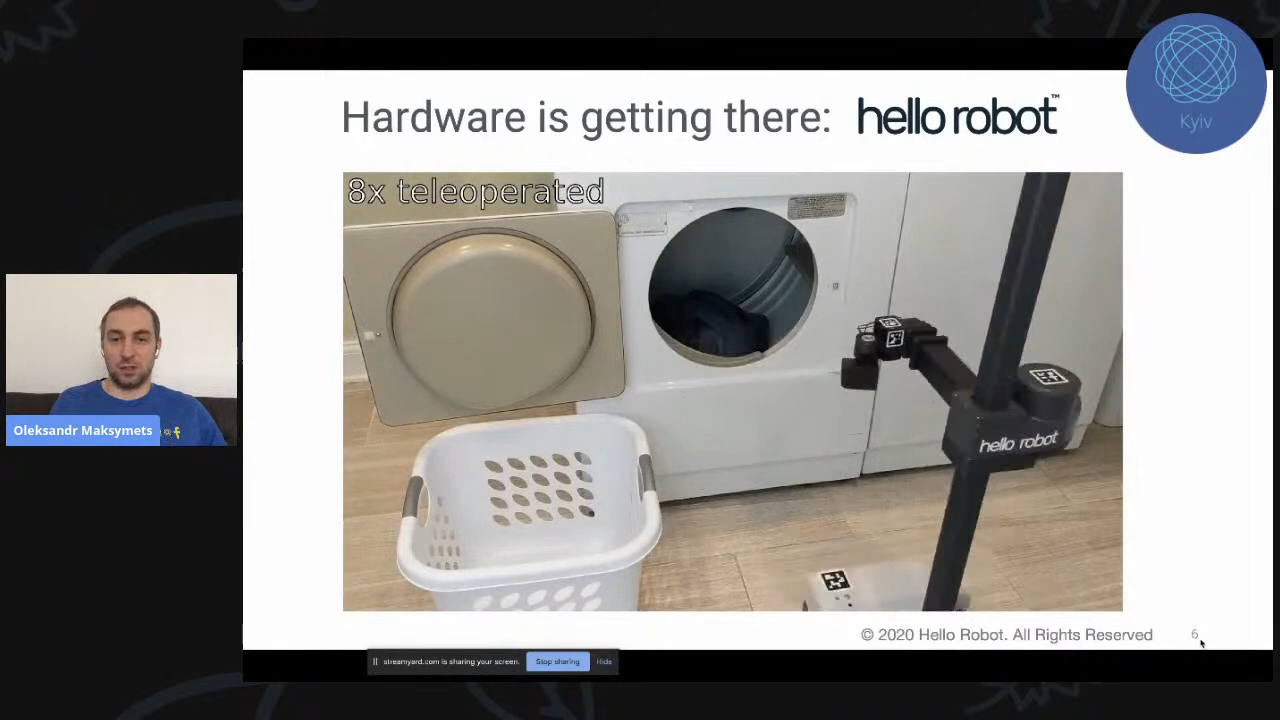 Hardware is getting there: hello robot™
Kyiv
8x teleoperated
hello robot
Oleksandr Maksymets
© 2020 Hello Robot. All Rights Reserved
6
streamyard.com is sharing your screen.
Stop sharing
Hide